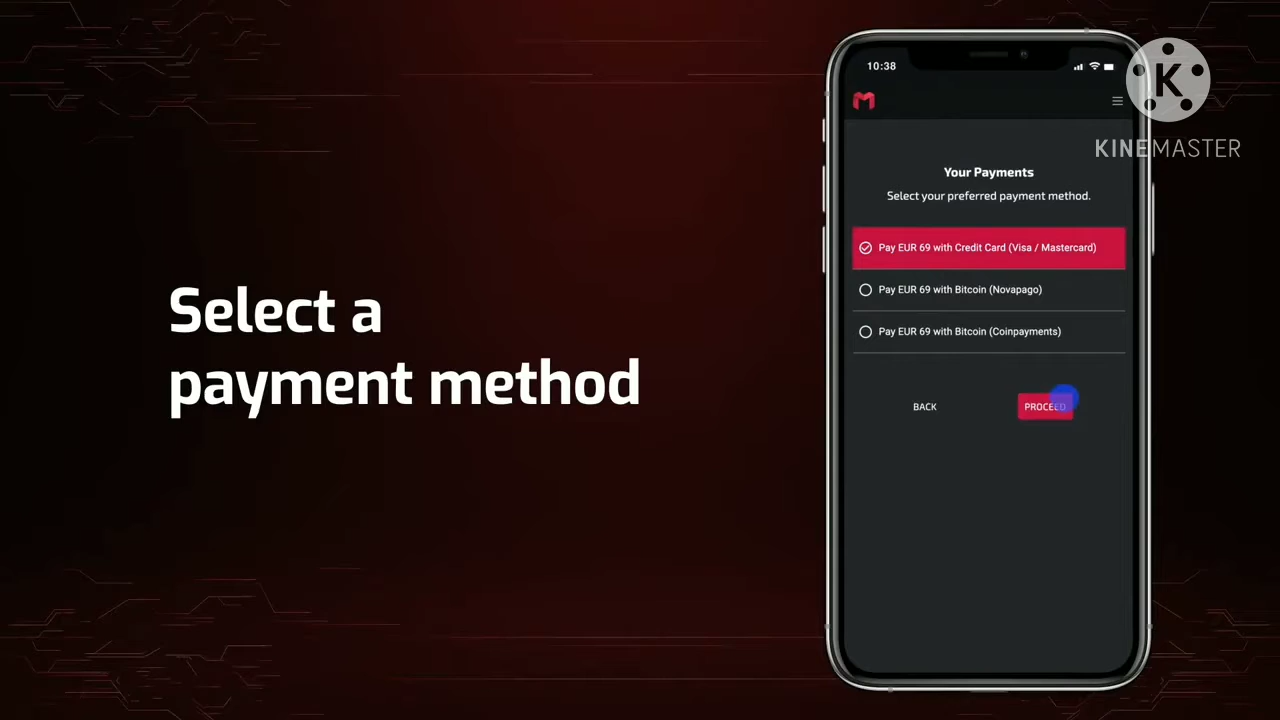 Select a
payment method
10:38
Your Payments
Select your preferred payment method.
Pay EUR 69 with Credit Card (Visa / Mastercard)
Pay EUR 69 with Bitcoin (Novapago)
Pay EUR 69 with Bitcoin (Coinpayments)
BACK
PROCEED
K
KINEMASTER